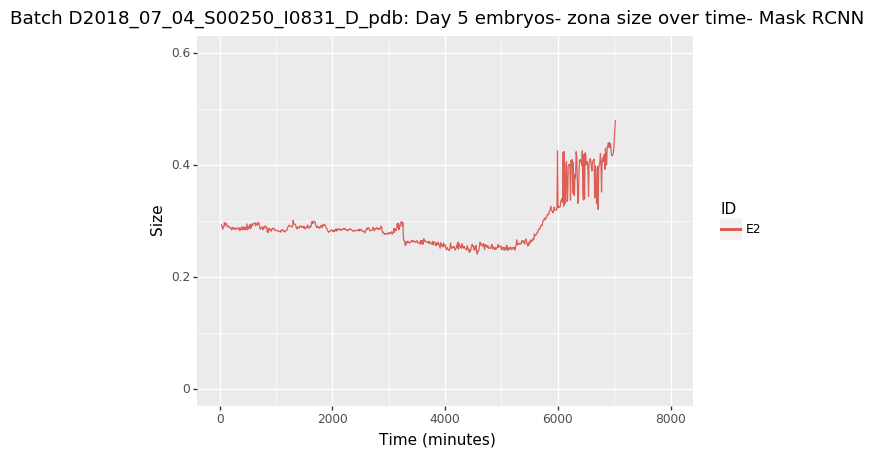 Batch D2018_07_04_S00250_I0831_D_pdb: Day 5 embryos- zona size over time- Mask RCNN
0.6
0.4
0.2
0
Size
0 2000 4000 6000 8000
Time (minutes)
ID
E2